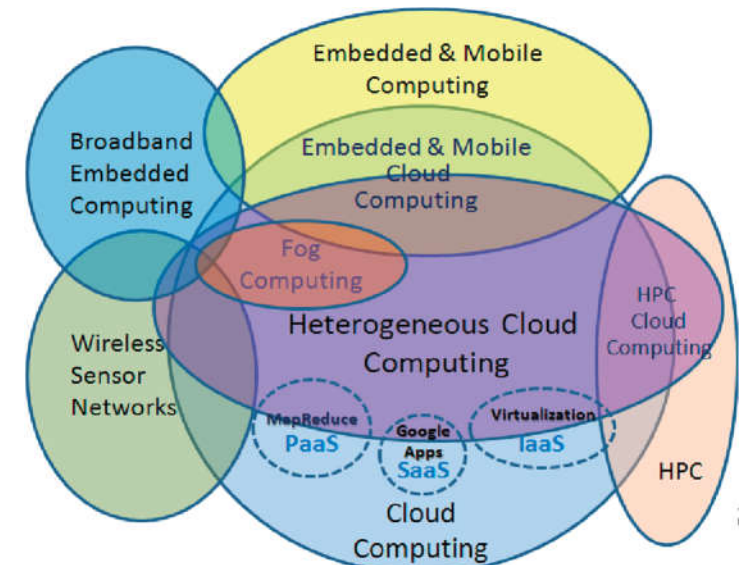 Embedded & Mobile
Computing
Broadband
Embedded
Computing
Embedded & Mobile
Cloud
Computing
Fog
Computing
HPC
Cloud
Computing
Heterogeneous Cloud
Computing
Wireless
Sensor
Networks
MapReduce
PaaS
Google
Apps
SaaS
Virtualization
IaaS
HPC
Cloud
Computing